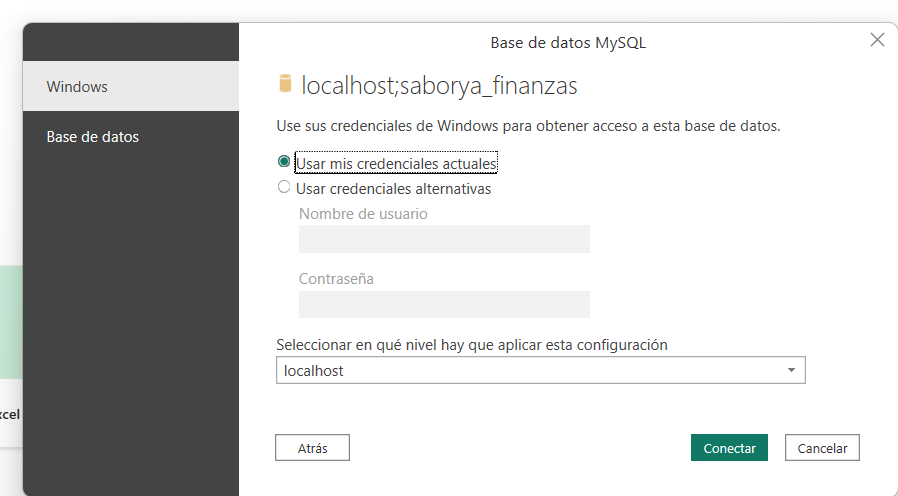 Base de datos MySQL
Windows
Base de datos
localhost;saborya_finanzas
Use sus credenciales de Windows para obtener acceso a esta base de datos.
Usar mis credenciales actuales
Usar credenciales alternativas
Nombre de usuario
Contraseña
Seleccionar en qué nivel hay que aplicar esta configuración
localhost
xcel
Atrás
Conectar
Cancelar